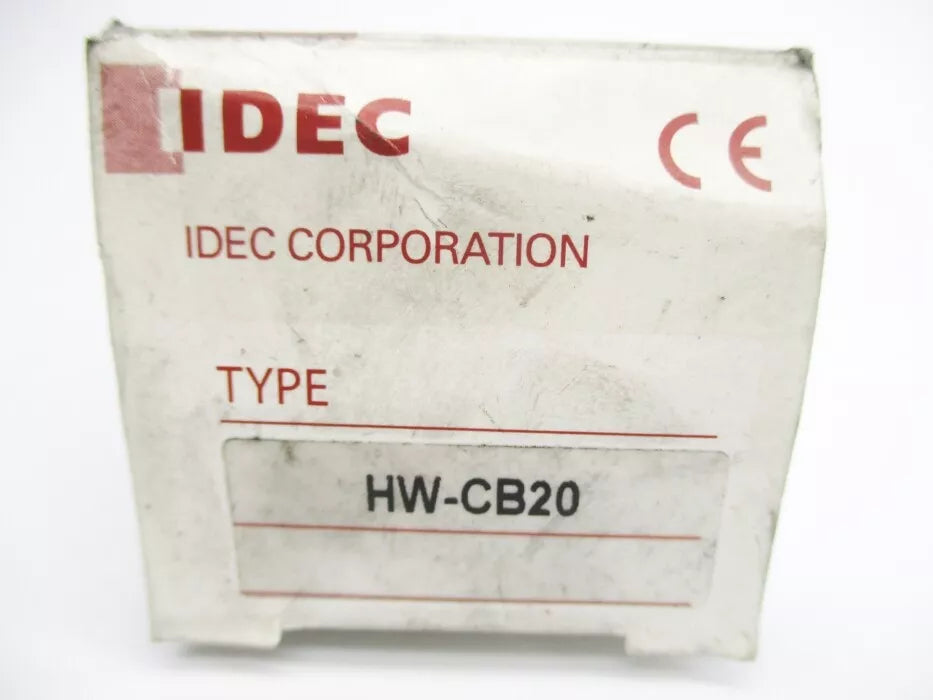 IDEC
CE
IDEC CORPORATION
TYPE
HW-CB20